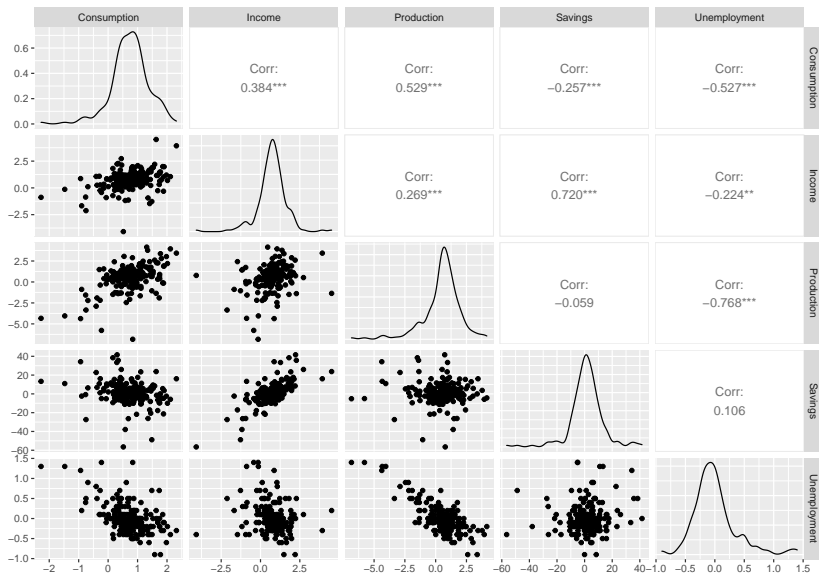 Consumption Income Production Savings Unemployment
0.6
0.4
0.2
0.0
Corr:
0.384***
Corr:
0.529***
Corr:
−0.257***
Corr:
−0.527***
Consumption
2.5
0.0
−2.5
Corr:
0.269***
Corr:
0.720***
Corr:
−0.224**
Income
2.5
0.0
−2.5
−5.0
Corr:
−0.059
Corr:
−0.768***
Production
40
20
0
−20
−40
−60
Corr:
0.106
Savings
1.5
1.0
0.5
0.0
−0.5
−1.0
Unemployment
−2 −1 0 1 2 −2.5 0.0 2.5 −5.0 −2.5 0.0 2.5 −60 −40 −20 0 20 40 −1.0 −0.5 0.0 0.5 1.0 1.5